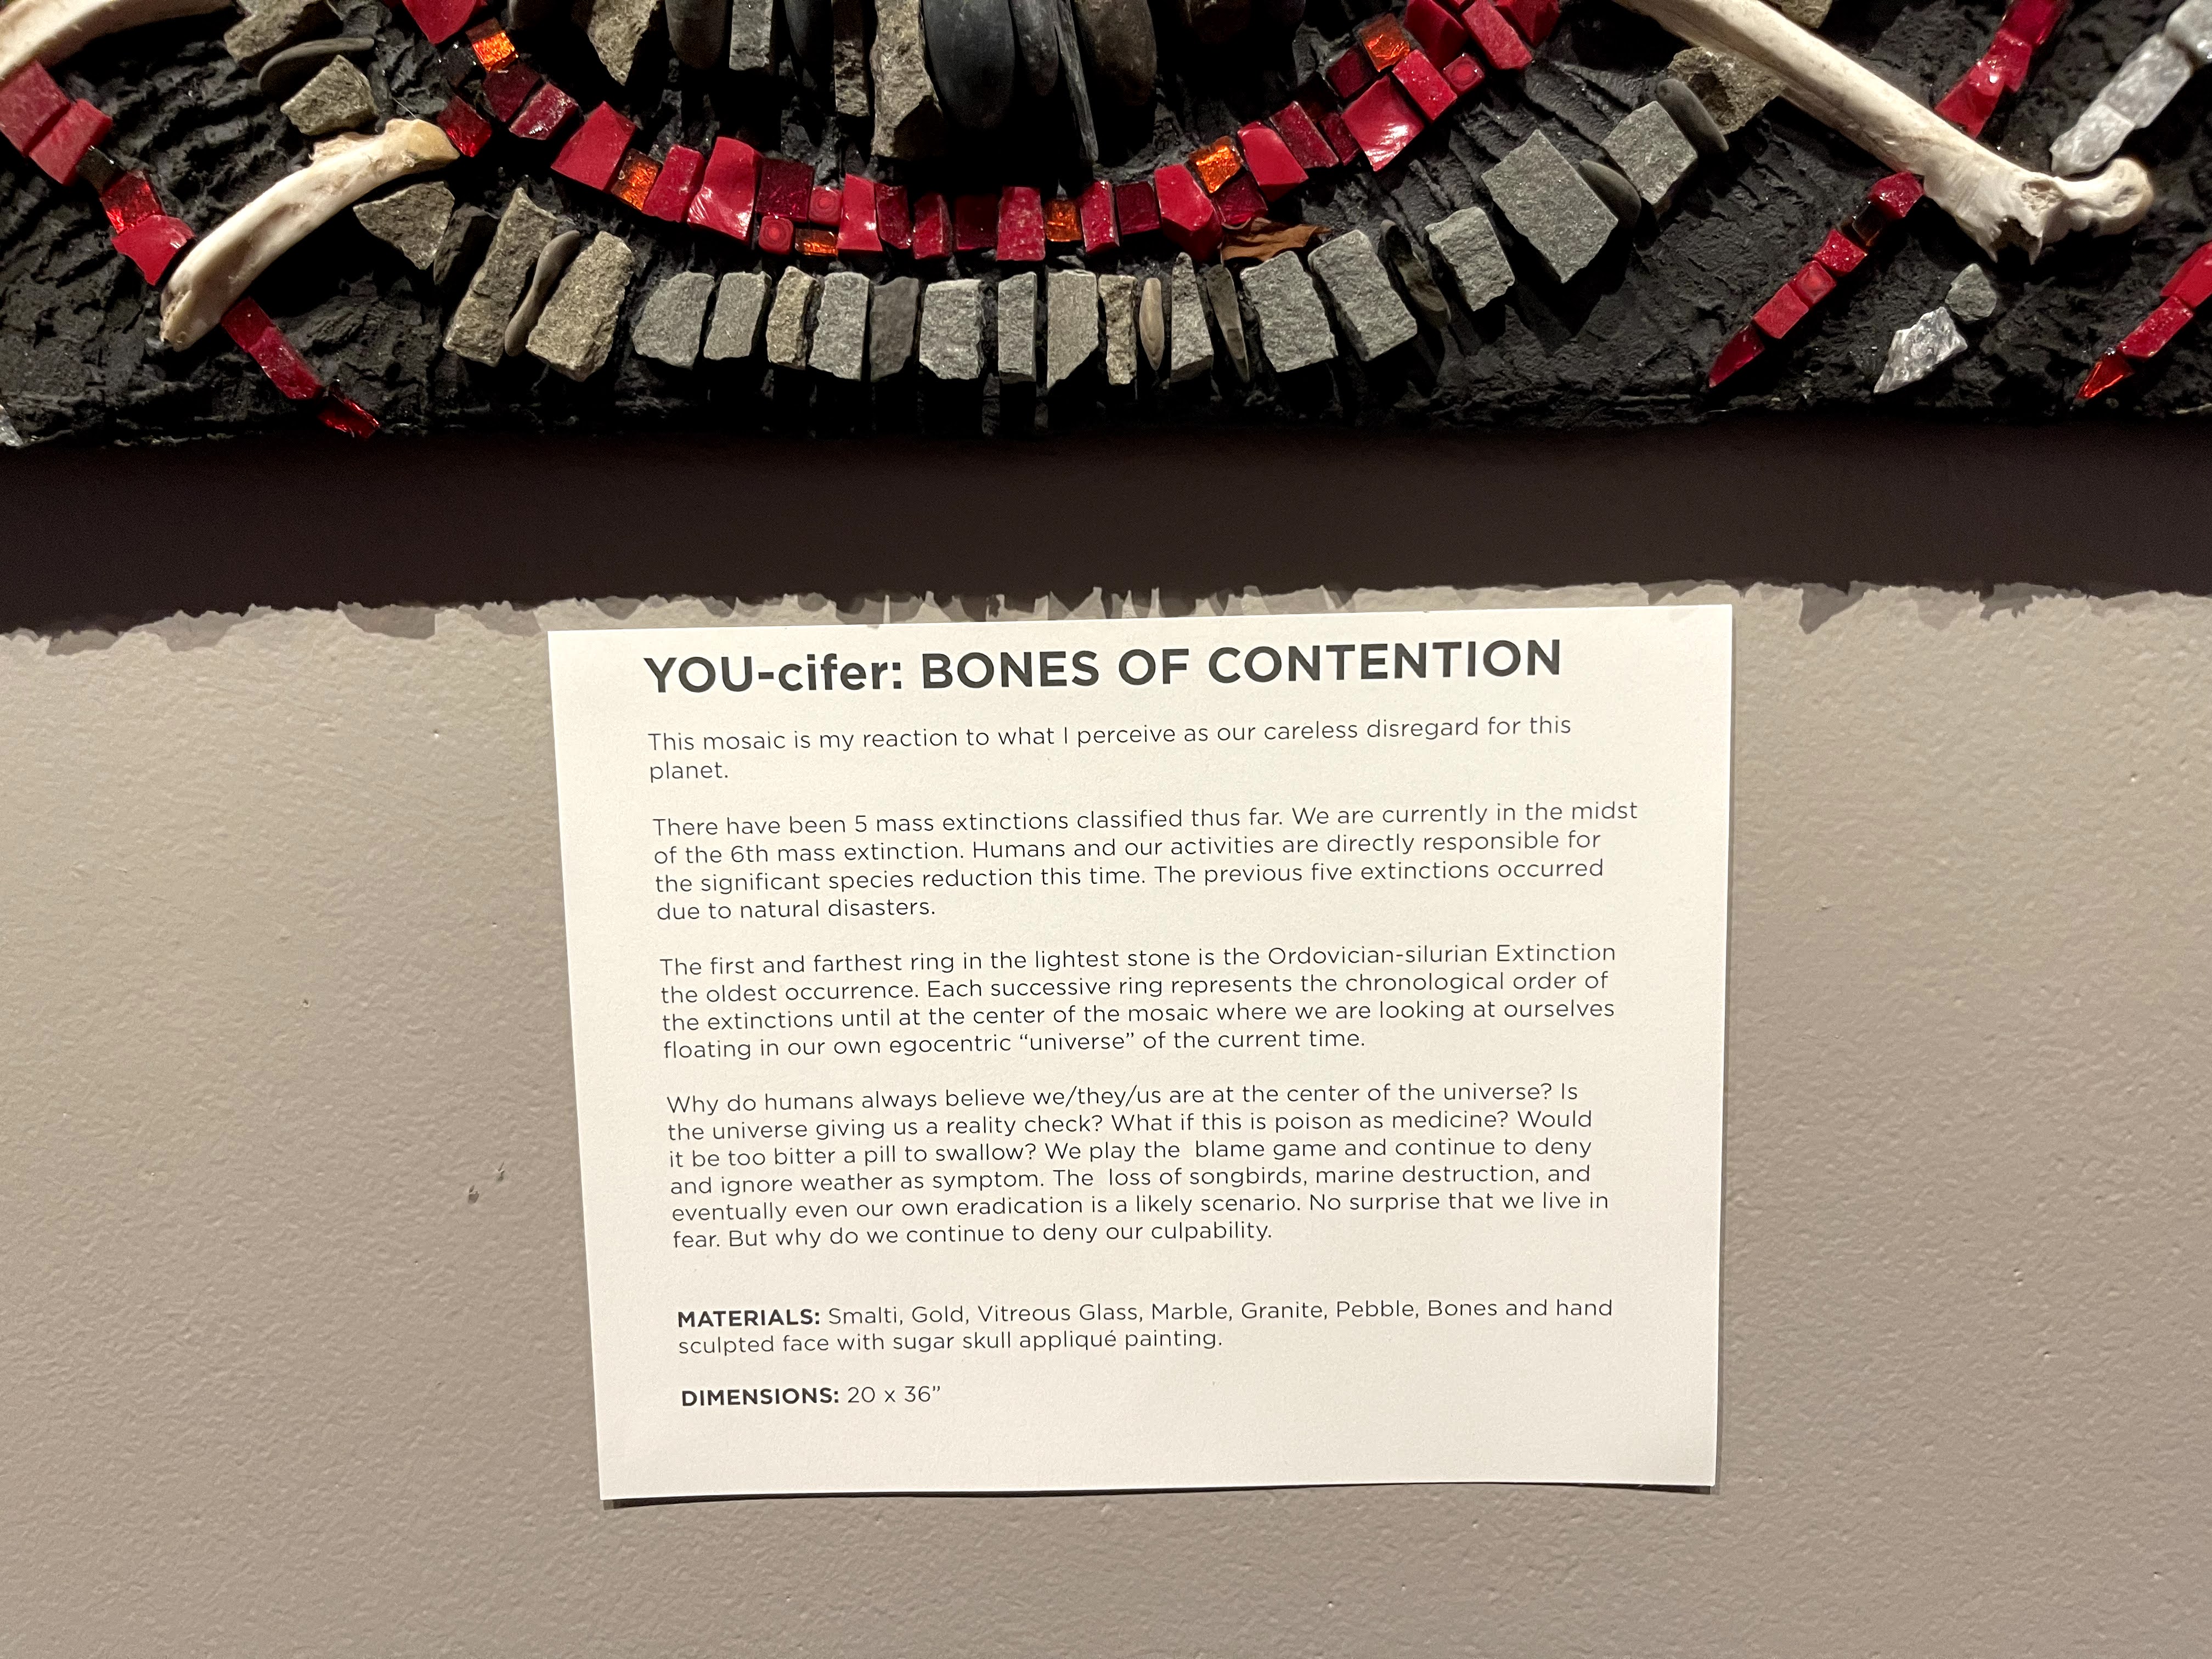 YOU-cifer: BONES OF CONTENTION
This mosaic is my reaction to what I perceive as our careless disregard for this
planet.
There have been 5 mass extinctions classified thus far. We are currently in the midst
of the 6th mass extinction. Humans and our activities are directly responsible for
the significant species reduction this time. The previous five extinctions occurred
due to natural disasters.
The first and farthest ring in the lightest stone is the Ordovician-silurian Extinction
the oldest occurrence. Each successive ring represents the chronological order of
the extinctions until at the center of the mosaic where we are looking at ourselves
floating in our own egocentric “universe” of the current time.
Why do humans always believe we/they/us are at the center of the universe? Is
the universe giving us a reality check? What if this is poison as medicine? Would
it be too bitter a pill to swallow? We play the  blame game and continue to deny
and ignore weather as symptom. The  loss of songbirds, marine destruction, and
eventually even our own eradication is a likely scenario. No surprise that we live in
fear. But why do we continue to deny our culpability.
MATERIALS: Smalti, Gold, Vitreous Glass, Marble, Granite, Pebble, Bones and hand
sculpted face with sugar skull appliqué painting.
DIMENSIONS: 20 x 36”